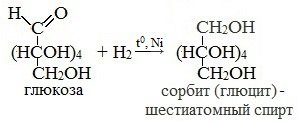 H
O
C
CH₂OH
(HCOH)₄ + H₂ t⁰, Ni (HCOH)₄
CH₂OH
CH₂OH
глюкоза
сорбит (глюцит) -
шестиатомный спирт